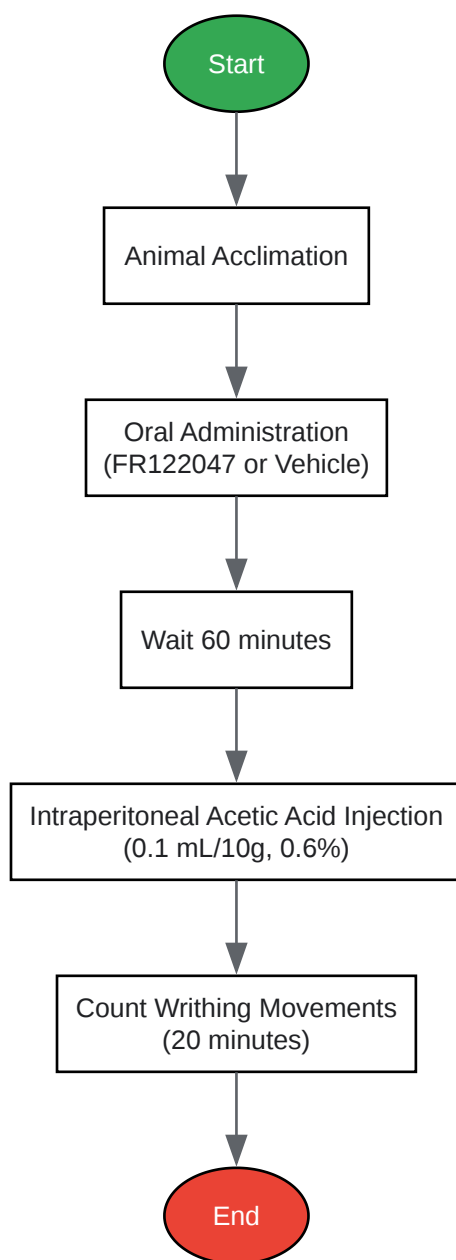 Start
Animal Acclimation
Oral Administration
(FR122047 or Vehicle)
Wait 60 minutes
Intraperitoneal Acetic Acid Injection
(0.1 mL/10g, 0.6%)
Count Writhing Movements
(20 minutes)
End